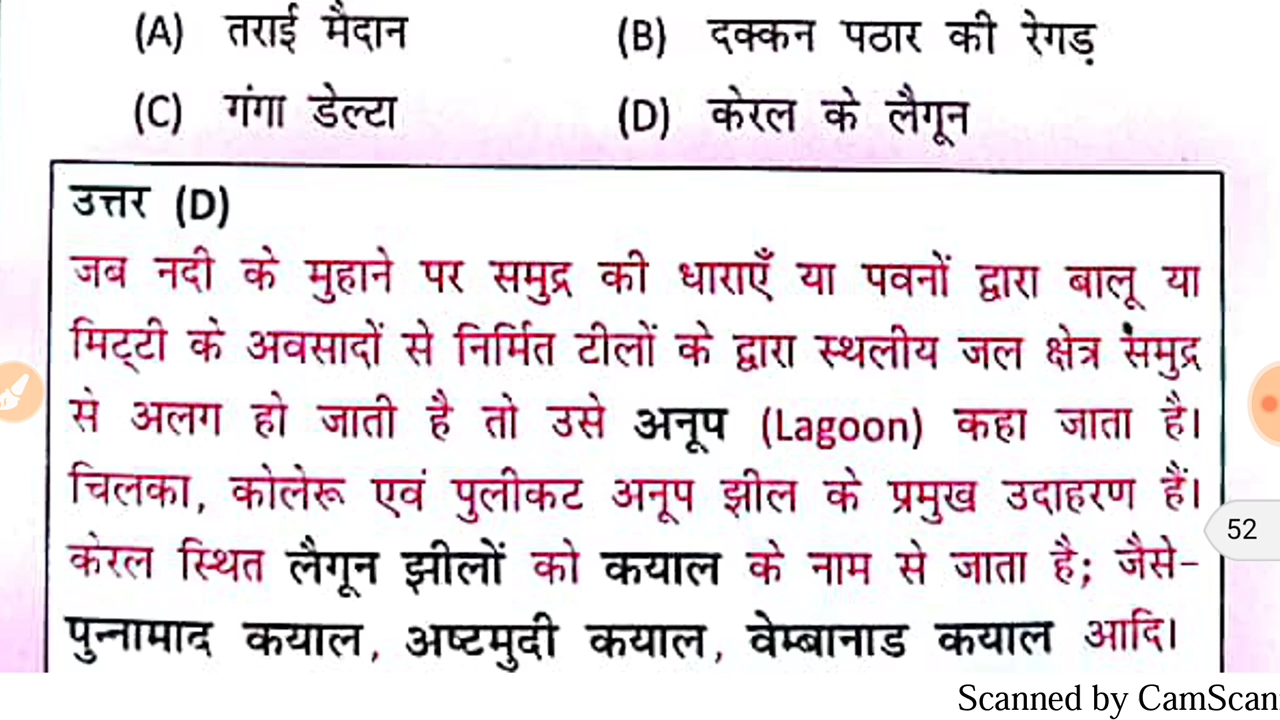 (A) तराई मैदान (B) दक्कन पठार की रेगड़
(C) गंगा डेल्टा (D) केरल के लैगून
उत्तर (D)
जब नदी के मुहाने पर समुद्र की धाराएँ या पवनों द्वारा बालू या
मिट्टी के अवसादों से निर्मित टीलों के द्वारा स्थलीय जल क्षेत्र समुद्र
से अलग हो जाती है तो उसे अनूप (Lagoon) कहा जाता है।
चिलका, कोलेरू एवं पुलीकट अनूप झील के प्रमुख उदाहरण हैं।
केरल स्थित लैगून झीलों को कयाल के नाम से जाता है; जैसे-
पुन्नामाद कयाल, अष्टमुदी कयाल, वेम्बानाड कयाल आदि।
52
Scanned by CamScan